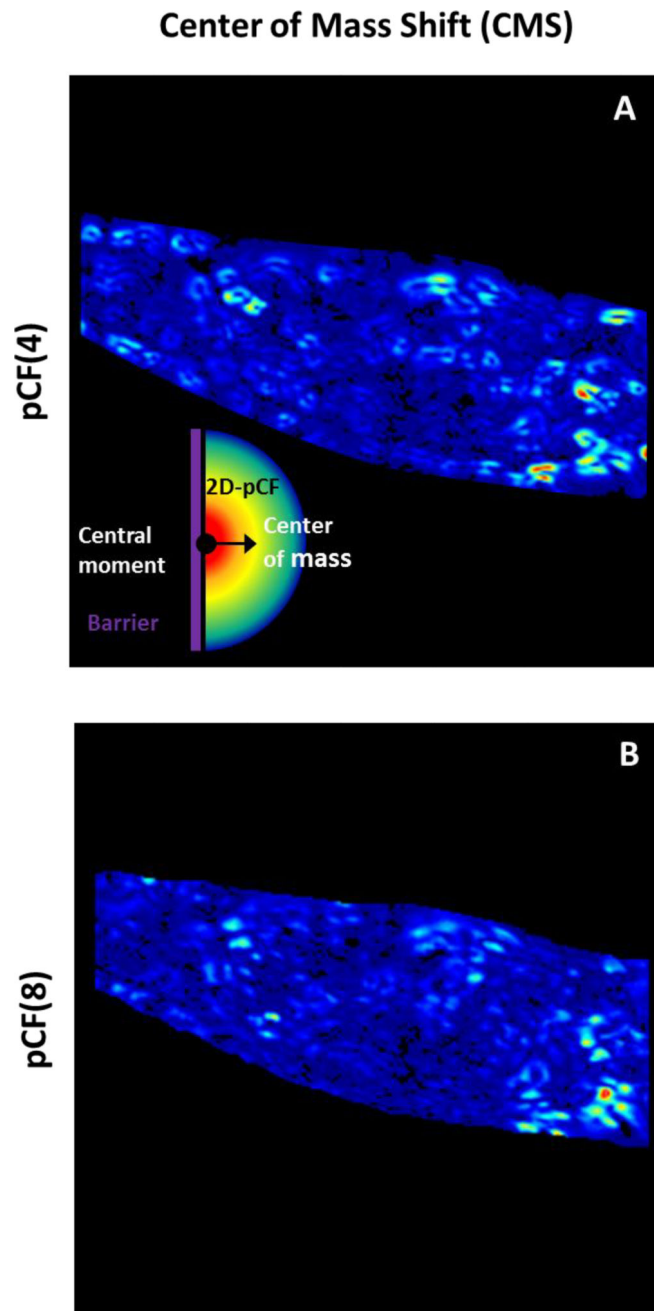 Center of Mass Shift (CMS)
A
pCF(4)
2D-pCF
Central
moment
Center
of mass
Barrier
B
pCF(8)